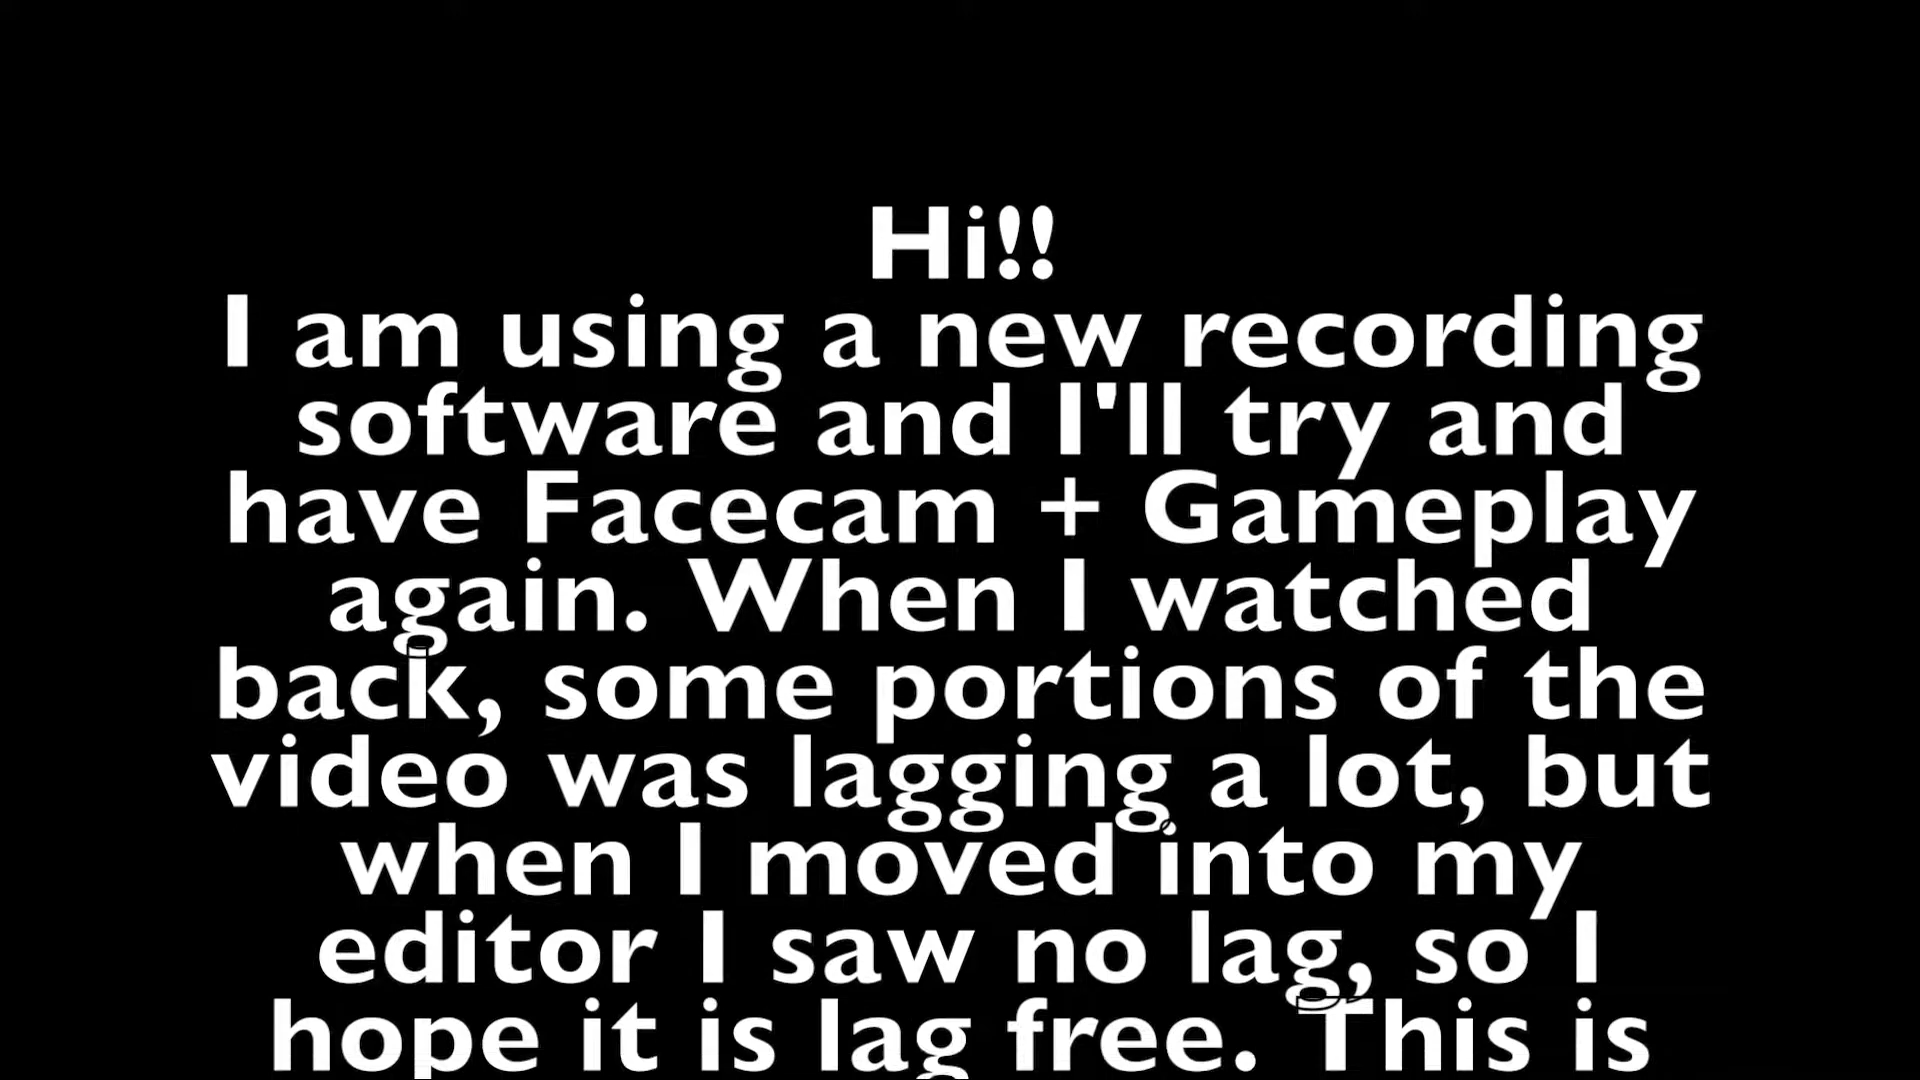 Hi!!
I am using a new recording
software and I'll try and
have Facecam + Gameplay
again. When I watched
back, some portions of the
video was lagging a lot, but
when I moved into my
editor I saw no lag, so I
hope it is lag free. This is